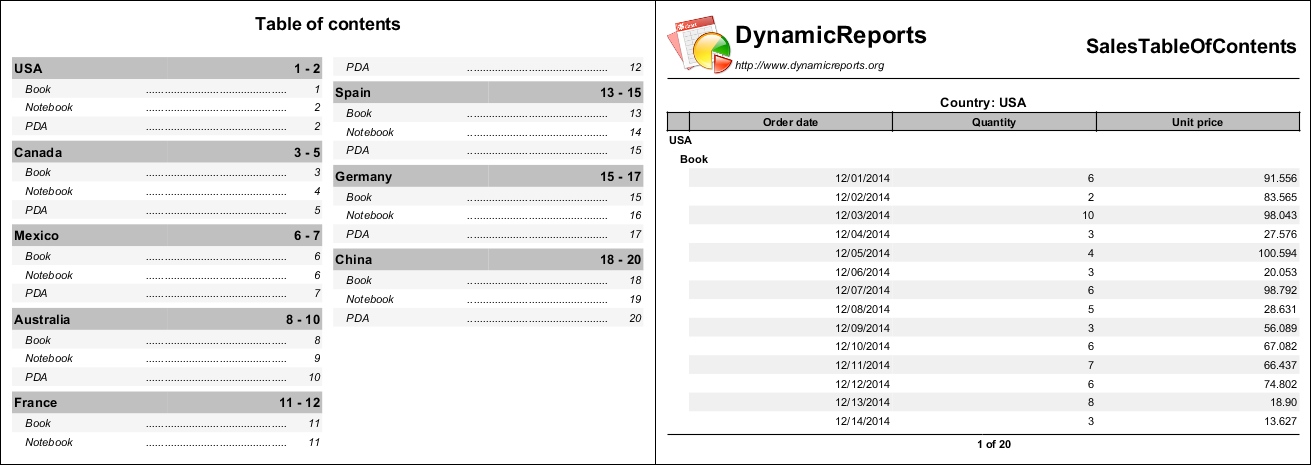 Table of contents
USA 1 - 2
Book ............................................ 1
Notebook ............................................ 2
PDA ............................................ 2
Canada 3 - 5
Book ............................................ 3
Notebook ............................................ 4
PDA ............................................ 5
Mexico 6 - 7
Book ............................................ 6
Notebook ............................................ 6
PDA ............................................ 7
Australia 8 - 10
Book ............................................ 8
Notebook ............................................ 9
PDA ............................................ 10
France 11 - 12
Book ............................................ 11
Notebook ............................................ 11
PDA ............................................ 12
Spain 13 - 15
Book ............................................ 13
Notebook ............................................ 14
PDA ............................................ 15
Germany 15 - 17
Book ............................................ 15
Notebook ............................................ 16
PDA ............................................ 17
China 18 - 20
Book ............................................ 18
Notebook ............................................ 19
PDA ............................................ 20
DynamicReports
http://www.dynamicreports.org
SalesTableOfContents
Country: USA
Order date Quantity Unit price
USA
Book
12/01/2014 6 91.556
12/02/2014 2 83.565
12/03/2014 10 98.043
12/04/2014 3 27.576
12/05/2014 4 100.594
12/06/2014 3 20.053
12/07/2014 6 98.792
12/08/2014 5 28.631
12/09/2014 3 56.089
12/10/2014 6 67.082
12/11/2014 7 66.437
12/12/2014 6 74.802
12/13/2014 8 18.90
12/14/2014 3 13.627
1 of 20